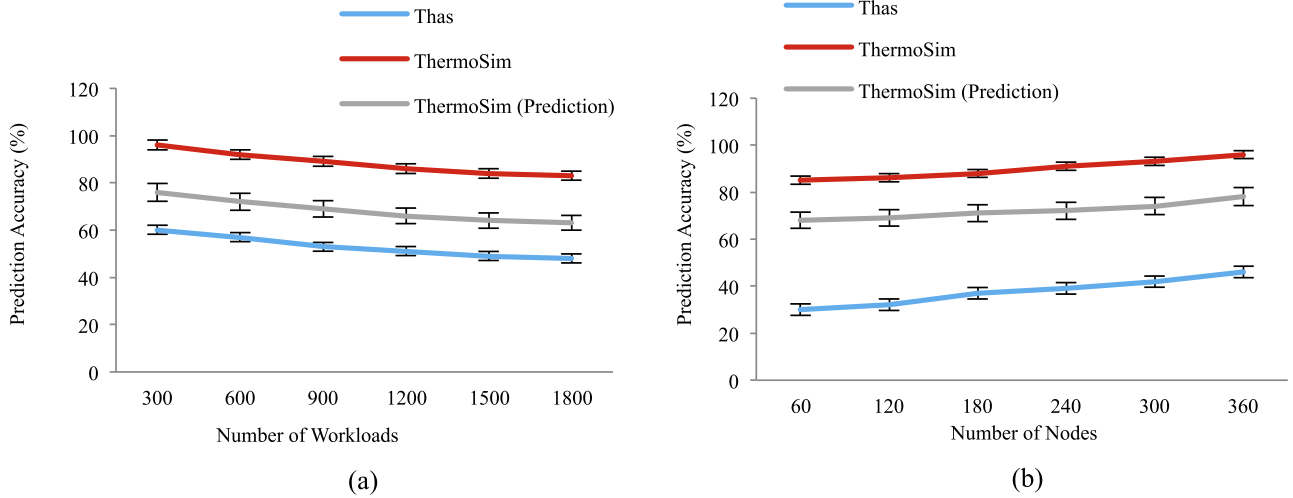 Thas
ThermoSim
ThermoSim (Prediction)
120
100
80
60
40
20
0
Prediction Accuracy (%)
300 600 900 1200 1500 1800
Number of Workloads
(a)
Thas
ThermoSim
ThermoSim (Prediction)
120
100
80
60
40
20
0
Prediction Accuracy (%)
60 120 180 240 300 360
Number of Nodes
(b)